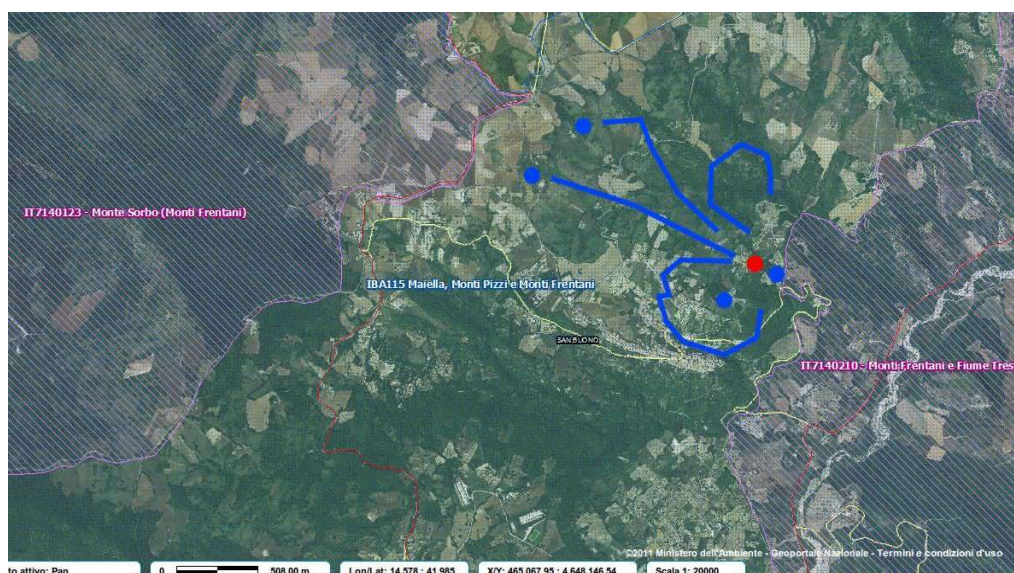 IT7140123 - Monte Sorbo (Monti Frentani)
IBA115 Maiella, Monti Pizzi e Monti Frentani
SAN BUONO
IT7140210 - Monti Frentani e Fiume Tres
©2011 Ministero dell'Ambiente - Geoportale Nazionale - Termini e condizioni d'uso
to attivo: Pan 0 508.00 m Lon/Lat: 14.578 : 41.985 X/Y: 465,067.95 : 4,648,146.54 Scala 1: 20000